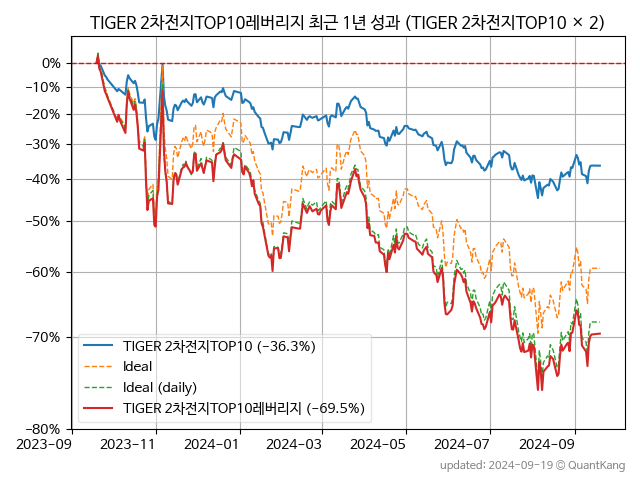 TIGER 2차전지TOP10레버리지 최근 1년 성과 (TIGER 2차전지TOP10 × 2)
0%
−10%
−20%
−30%
−40%
−50%
−60%
−70%
−80%
TIGER 2차전지TOP10 (−36.3%)
Ideal
Ideal (daily)
TIGER 2차전지TOP10레버리지 (−69.5%)
2023-09 2023-11 2024-01 2024-03 2024-05 2024-07 2024-09
updated: 2024-09-19 @ QuantKang